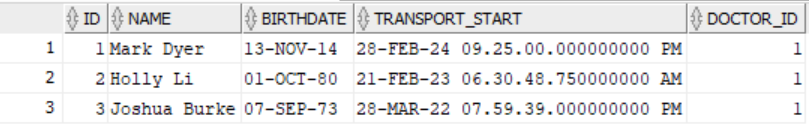 ID NAME BIRTHDATE TRANSPORT_START DOCTOR_ID
1 1 Mark Dyer 13-NOV-14 28-FEB-24 09.25.00.000000000 PM 1
2 2 Holly Li 01-OCT-80 21-FEB-23 06.30.48.750000000 AM 1
3 3 Joshua Burke 07-SEP-73 28-MAR-22 07.59.39.000000000 PM 1